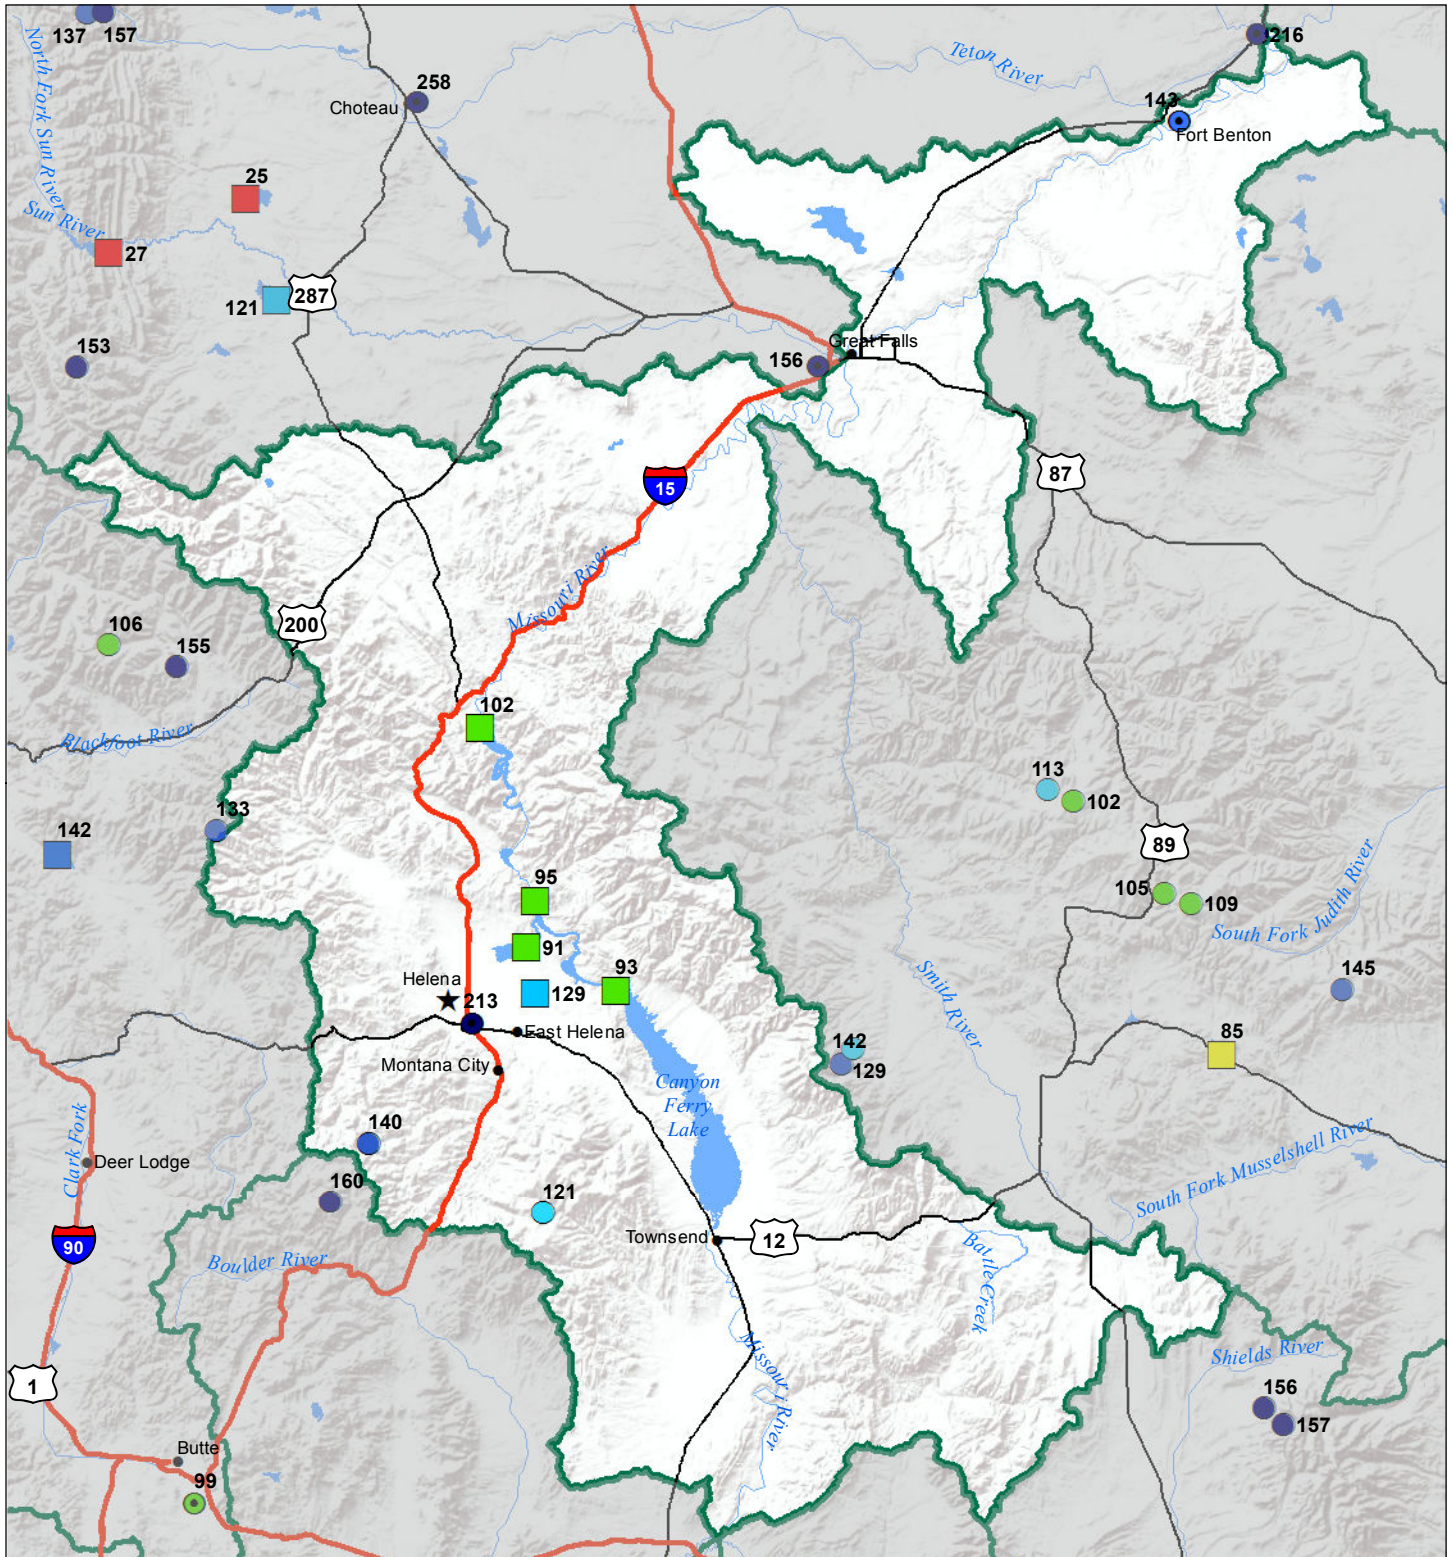 137
157
North Fork Sun River
Sun River
258
Choteau
Teton River
216
143
Fort Benton
25
27
121
287
153
156
Great Falls
87
15
Missouri River
200
106
155
Blackfoot River
102
113
102
133
142
89
95
105
109
South Fork Judith River
91
93
Helena
213
129
East Helena
Smith River
145
142
129
85
Montana City
Canyon
Ferry
Lake
Clark Fork
Deer Lodge
140
160
121
South Fork Musselshell River
90
Boulder River
Townsend
12
Battle Creek
Missouri River
Shields River
1
156
157
Butte
99